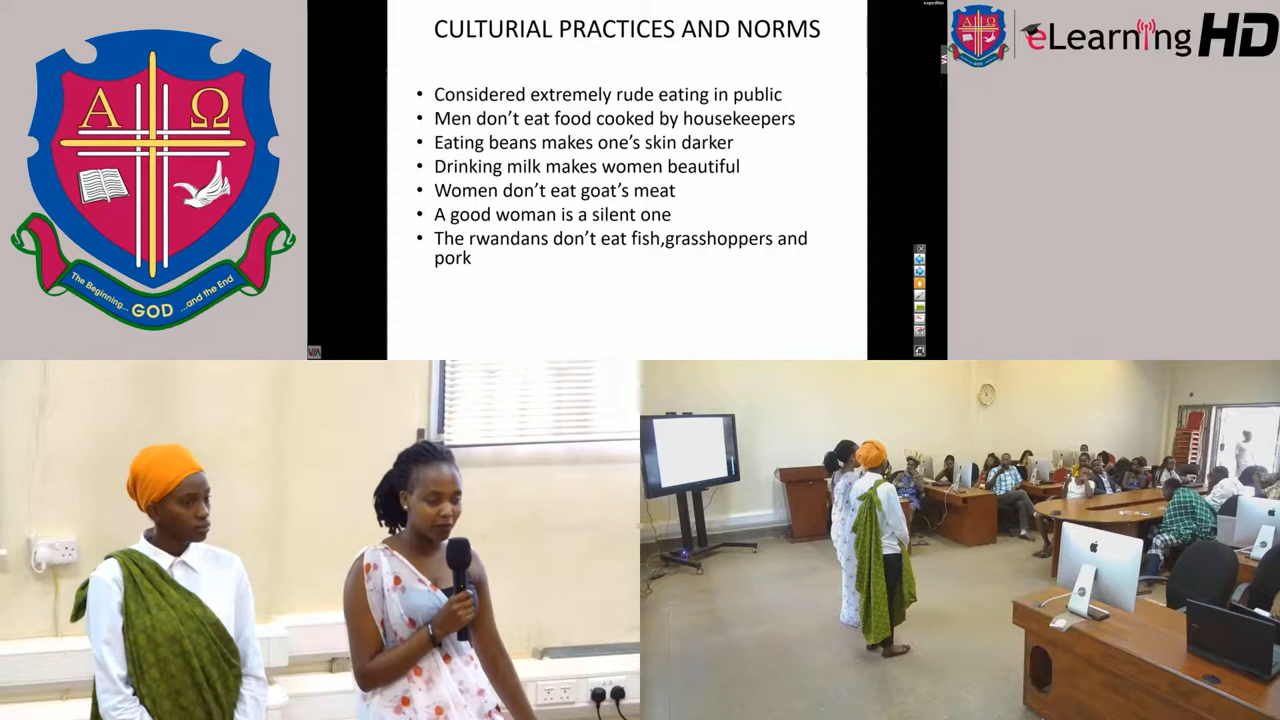 Α Ω
The Beginning... GOD ...and the End
CULTURIAL PRACTICES AND NORMS
• Considered extremely rude eating in public
• Men don't eat food cooked by housekeepers
• Eating beans makes one's skin darker
• Drinking milk makes women beautiful
• Women don't eat goat's meat
• A good woman is a silent one
• The rwandans don't eat fish,grasshoppers and
pork
expeditor
eLearning HD
VIA